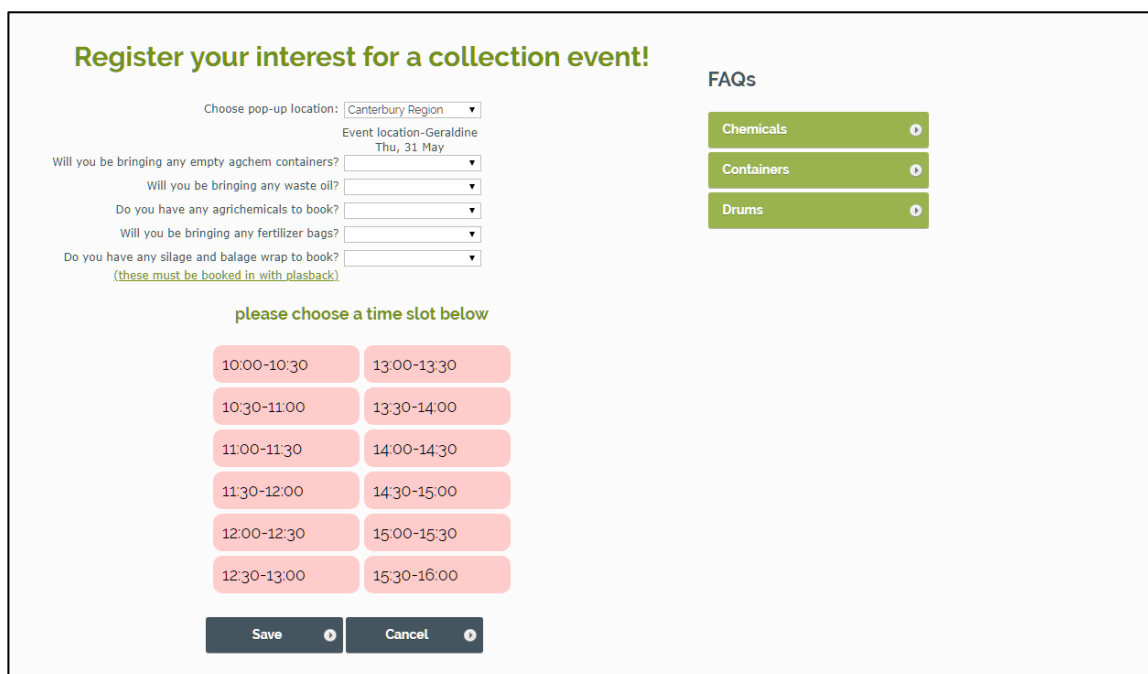 Register your interest for a collection event!
Choose pop-up location: Canterbury Region
Event location-Geraldine
Thu, 31 May
Will you be bringing any empty agchem containers?
Will you be bringing any waste oil?
Do you have any agrichemicals to book?
Will you be bringing any fertilizer bags?
Do you have any silage and balage wrap to book?
(these must be booked in with plasback)
please choose a time slot below
10:00-10:30 13:00-13:30
10:30-11:00 13:30-14:00
11:00-11:30 14:00-14:30
11:30-12:00 14:30-15:00
12:00-12:30 15:00-15:30
12:30-13:00 15:30-16:00
Save Cancel
FAQs
Chemicals
Containers
Drums